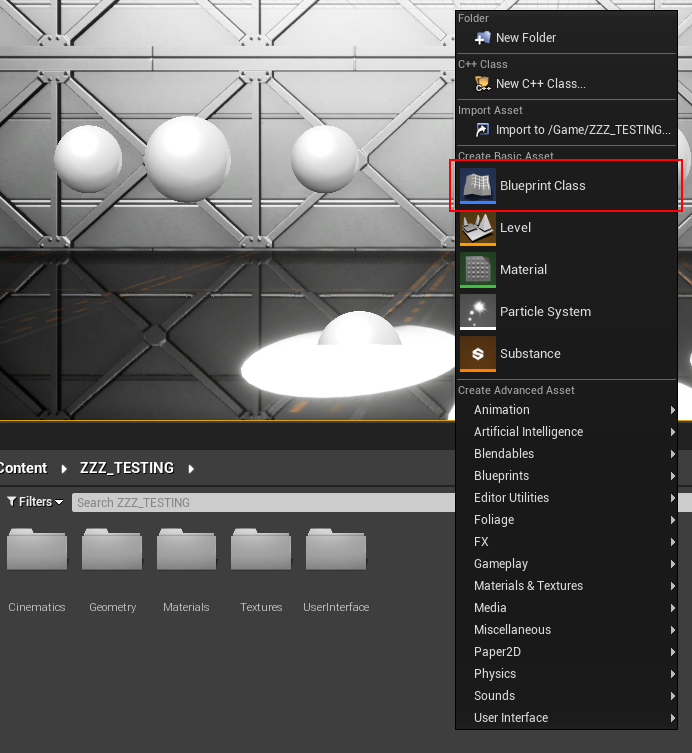 Folder
New Folder
C++ Class
C++
New C++ Class...
Import Asset
Import to /Game/ZZZ_TESTING...
Create Basic Asset
Blueprint Class
Level
Material
Particle System
Substance
Create Advanced Asset
Animation
Artificial Intelligence
Blendables
Blueprints
Editor Utilities
Foliage
FX
Gameplay
Materials & Textures
Media
Miscellaneous
Paper2D
Physics
Sounds
User Interface
Content ZZZ_TESTING
Filters Search ZZZ_TESTING
Cinematics Geometry Materials Textures UserInterface